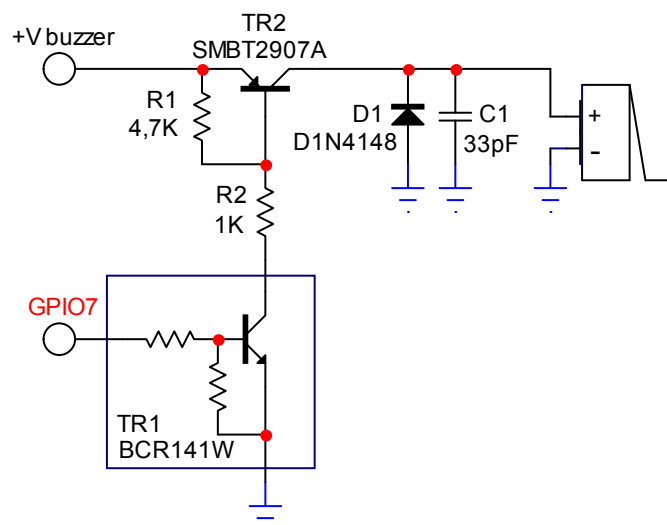 +V buzzer
TR2
SMBT2907A
R1
4,7K
D1
D1N4148
C1
33pF
+
-
R2
1K
GPIO7
TR1
BCR141W